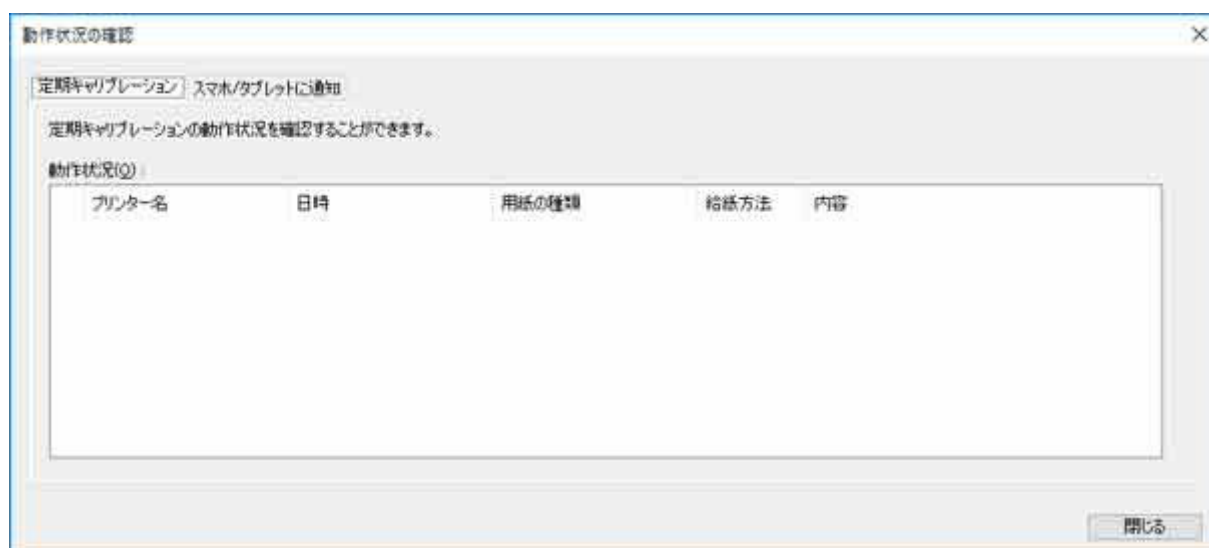 動作状況の確認
定期キャリブレーション スマホ/タブレットに通知
定期キャリブレーションの動作状況を確認することができます。
動作状況(O)
プリンター名 日時 用紙の種類 給紙方法 内容
閉じる